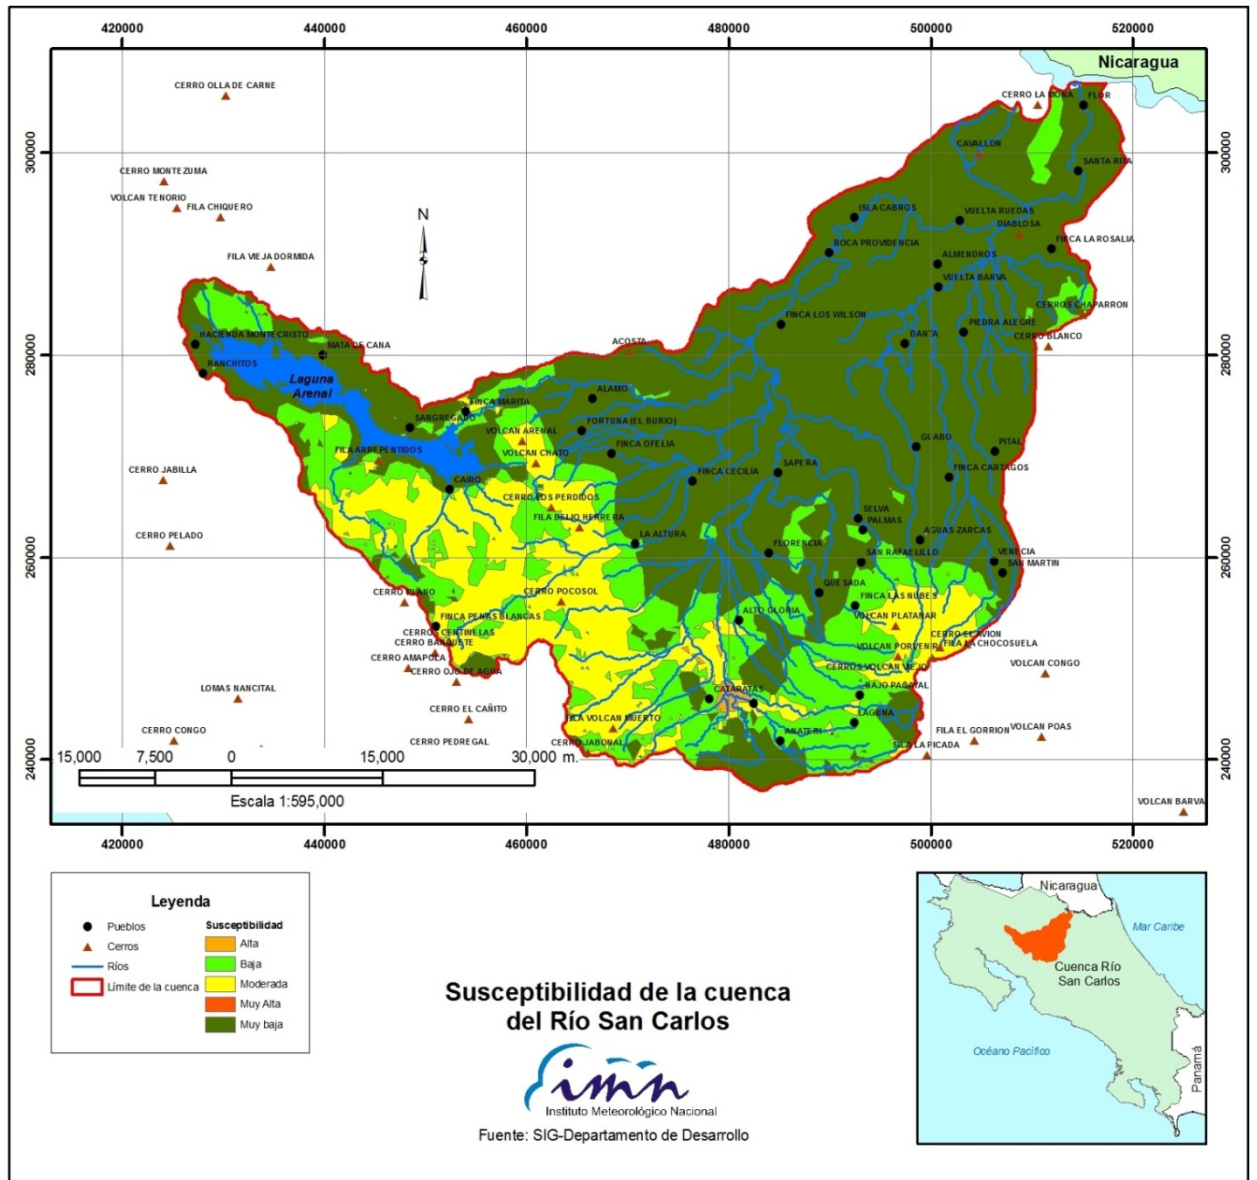 420000
440000
460000
480000
500000
520000
Nicaragua
CERRO OLLA DE CARNE
CERRO LA MONA
FLOR
300000
300000
CAVALLON
SANTA RITA
CERRO MONTEZUMA
VOLCAN TENORIO
FILA CHIQUERO
ISLA CABROS
VUELTA RUEDAS
DIABLOSA
N
BOCA PROVIDENCIA
FINCA LA ROSALIA
FILA VIEJA DORMIDA
ALMENDROS
VUELTA BARVA
CERROS CHAPARRON
FINCA LOS WILSON
PIEDRA ALEGRE
HACIENDA MONTECRISTO
DANTA
CERRO BLANCO
MATA DE CANA
ACOSTA
280000
280000
RANCHITOS
Laguna
Arenal
ALAMO
FINCA MARITA
SANGREGADO
FORTUNA (EL BURIO)
VOLCAN ARENAL
FINCA OFELIA
GLABO
PITAL
FILA ARREPENTIDOS
VOLCAN CHATO
SAPERA
FINCA CECILIA
FINCA CARTAGOS
CERRO JABILLA
CAIRO
CERRO LOS PERDIDOS
SELVA
FILA DELIO HERRERA
PALMAS
AGUAS ZARCAS
CERRO PELADO
LA ALTURA
FLORENCIA
SAN RAFAELILLO
VENECIA
260000
260000
SAN MARTIN
CERRO PLANO
CERRO POCOSOL
QUESADA
FINCA LAS NUBES
ALTO GLORIA
VOLCAN PLATANAR
FINCA PENAS BLANCAS
CERROS CENTINELAS
CERRO EL AVION
CERRO BANQUETE
VOLCAN PORVENIR
FILA LA CHOCOSUELA
CERRO AMAPOLA
CERROS VOLCAN VIEJO
VOLCAN CONGO
CERRO OJO DE AGUA
LOMAS NANCITAL
CATARATAS
BAJO PACAYAL
CERRO EL CAÑITO
FILA VOLCAN MUERTO
LAGUNA
CERRO CONGO
CERRO PEDREGAL
CERRO JABONAL
ANATERI
FILA EL GORRION
VOLCAN POAS
FILA LA PICADA
240000
240000
15,000 7,500 0 15,000 30,000 m.
Escala 1:595,000
VOLCAN BARVA
420000
440000
460000
480000
500000
520000
Leyenda
Pueblos
Cerros
Ríos
Límite de la cuenca
Susceptibilidad
Alta
Baja
Moderada
Muy Alta
Muy baja
Susceptibilidad de la cuenca
del Río San Carlos
imn
Instituto Meteorológico Nacional
Fuente: SIG-Departamento de Desarrollo
Nicaragua
Mar Caribe
Cuenca Río
San Carlos
Océano Pacífico
Panamá